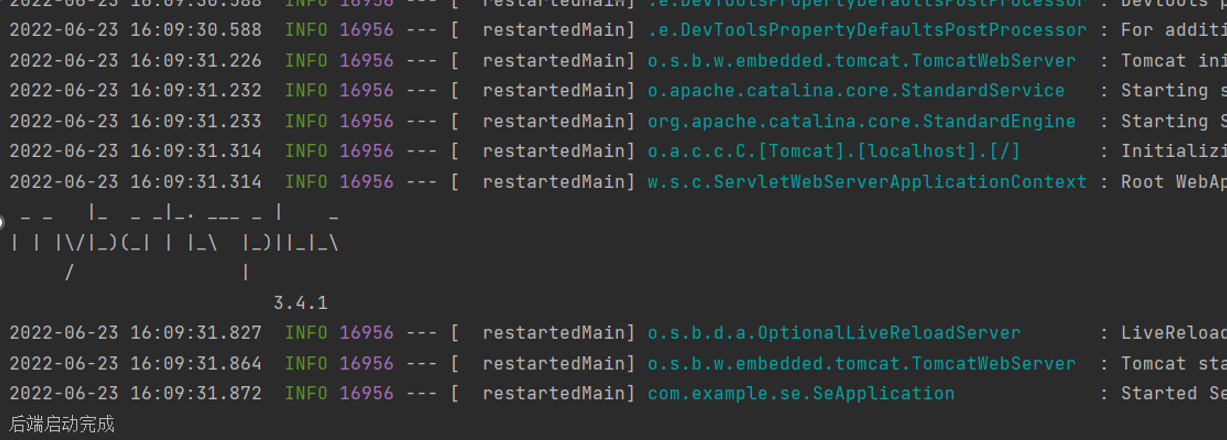 2022-06-23 16:09:30.588  INFO 16956 --- [  restartedMain] .e.DevToolsPropertyDefaultsPostProcessor : Devtools
2022-06-23 16:09:30.588  INFO 16956 --- [  restartedMain] .e.DevToolsPropertyDefaultsPostProcessor : For additi
2022-06-23 16:09:31.226  INFO 16956 --- [  restartedMain] o.s.b.w.embedded.tomcat.TomcatWebServer  : Tomcat ini
2022-06-23 16:09:31.232  INFO 16956 --- [  restartedMain] o.apache.catalina.core.StandardService   : Starting s
2022-06-23 16:09:31.233  INFO 16956 --- [  restartedMain] org.apache.catalina.core.StandardEngine  : Starting S
2022-06-23 16:09:31.314  INFO 16956 --- [  restartedMain] o.a.c.c.C.[Tomcat].[localhost].[/]       : Initializi
2022-06-23 16:09:31.314  INFO 16956 --- [  restartedMain] w.s.c.ServletWebServerApplicationContext : Root WebAp
 _ _   |_  _ _|_. ___ _ |    _
| | |\/|_)(_| | |_\  |_)||_|_\
     /               |
                        3.4.1
2022-06-23 16:09:31.827  INFO 16956 --- [  restartedMain] o.s.b.d.a.OptionalLiveReloadServer       : LiveReload
2022-06-23 16:09:31.864  INFO 16956 --- [  restartedMain] o.s.b.w.embedded.tomcat.TomcatWebServer  : Tomcat sta
2022-06-23 16:09:31.872  INFO 16956 --- [  restartedMain] com.example.se.SeApplication             : Started Se
后端启动完成